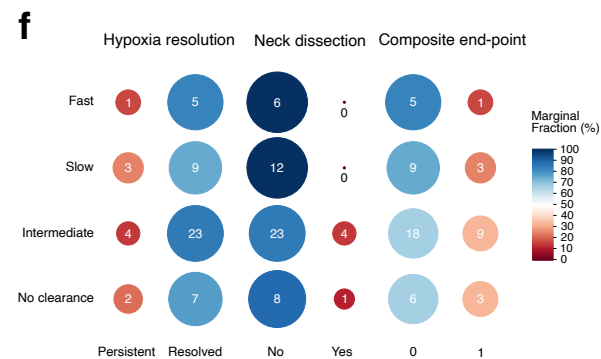 f
Hypoxia resolution Neck dissection Composite end-point
Fast 1 5 6 0 5 1
Slow 3 9 12 0 9 3
Intermediate 4 23 23 4 18 9
No clearance 2 7 8 1 6 3
Persistent Resolved No Yes 0 1
Marginal
Fraction (%)
100
90
80
70
60
50
40
30
20
10
0